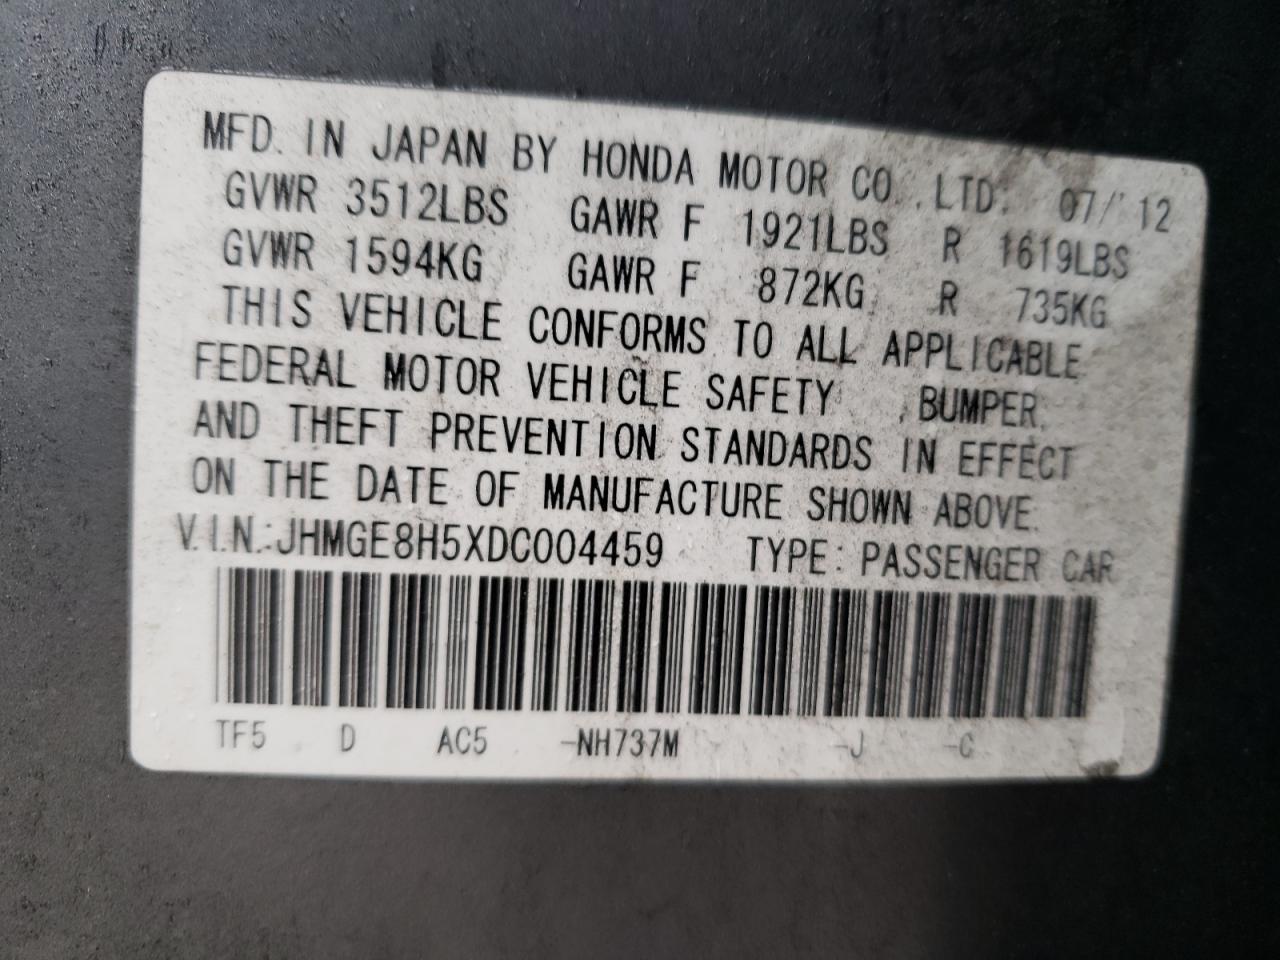 MFD. IN JAPAN BY HONDA MOTOR CO.,LTD. 07/'12
GVWR 3512LBS GAWR F 1921LBS R 1619LBS
GVWR 1594KG GAWR F 872KG R 735KG
THIS VEHICLE CONFORMS TO ALL APPLICABLE
FEDERAL MOTOR VEHICLE SAFETY , BUMPER,
AND THEFT PREVENTION STANDARDS IN EFFECT
ON THE DATE OF MANUFACTURE SHOWN ABOVE.
V.I.N.:JHMGE8H5XDC004459 TYPE: PASSENGER CAR
TF5 D AC5 -NH737M -J -C